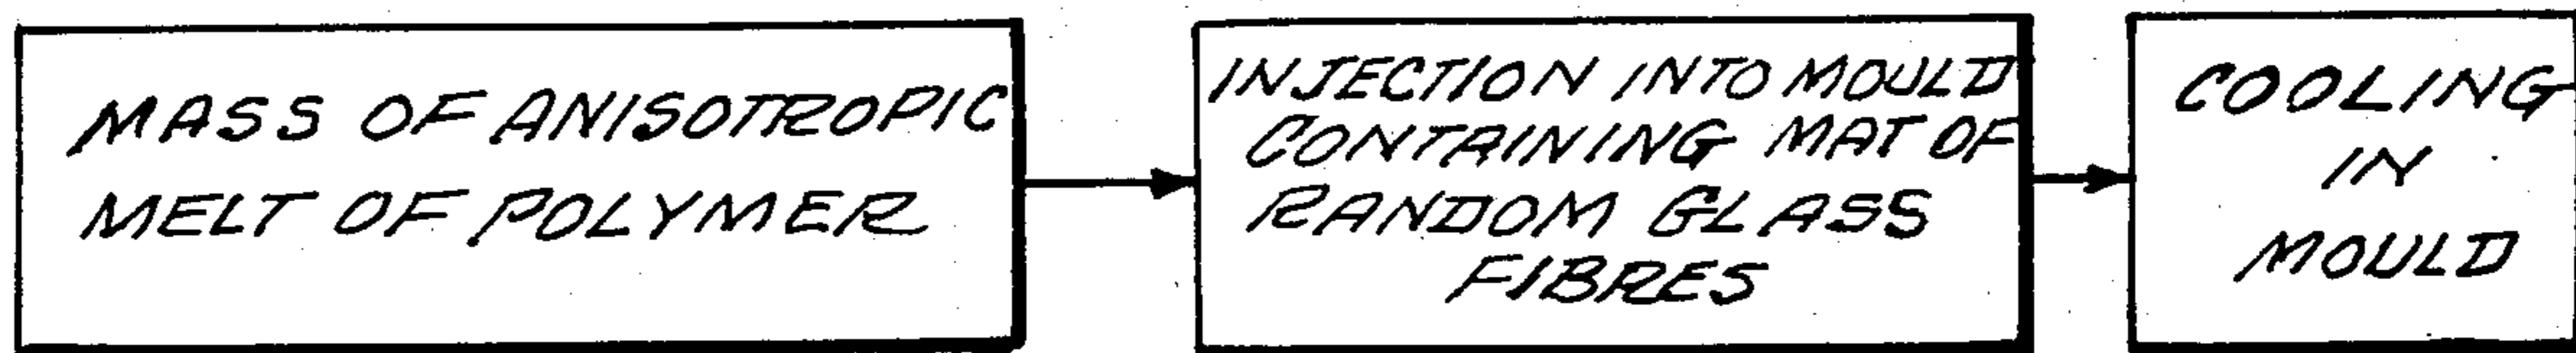 MASS OF ANISOTROPIC
MELT OF POLYMER
INJECTION INTO MOULD
CONTAINING MAT OF
RANDOM GLASS
FIBRES
COOLING
IN
MOULD